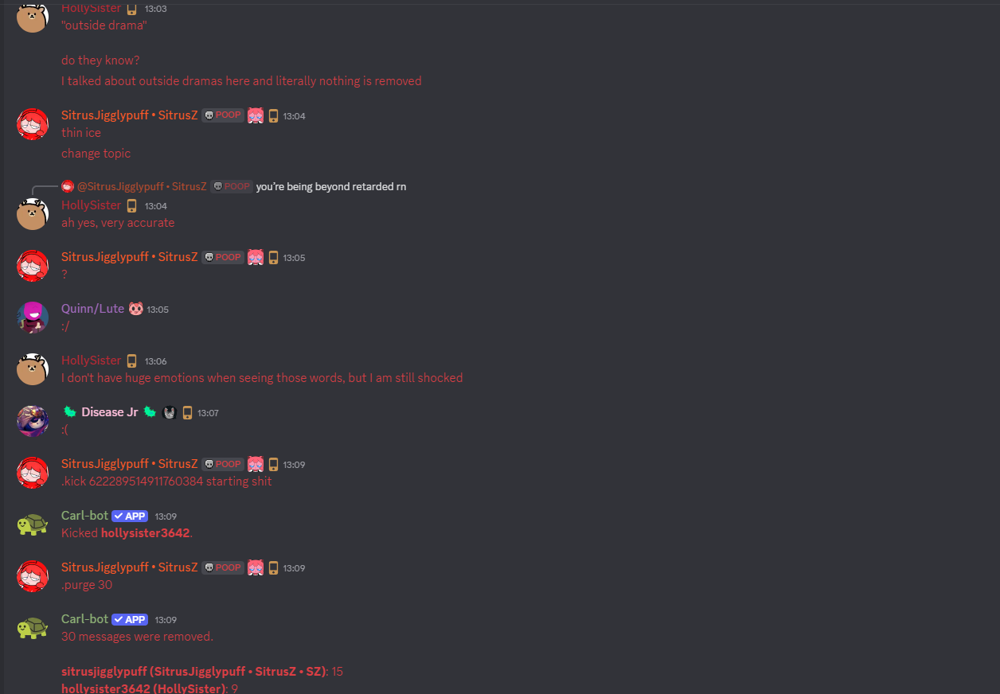 HollySister 13:03
"outside drama"
do they know?
I talked about outside dramas here and literally nothing is removed
SitrusJigglypuff • SitrusZ POOP 13:04
thin ice
change topic
@SitrusJigglypuff • SitrusZ POOP you're being beyond retarded rn
HollySister 13:04
ah yes, very accurate
SitrusJigglypuff • SitrusZ POOP 13:05
?
Quinn/Lute 13:05
:/
HollySister 13:06
I don't have huge emotions when seeing those words, but I am still shocked
Disease Jr 13:07
:(
SitrusJigglypuff • SitrusZ POOP 13:09
.kick 622289514911760384 starting shit
Carl-bot ✓ APP 13:09
Kicked hollysister3642.
SitrusJigglypuff • SitrusZ POOP 13:09
.purge 30
Carl-bot ✓ APP 13:09
30 messages were removed.
sitrusjigglypuff (SitrusJigglypuff • SitrusZ • SZ): 15
hollysister3642 (HollySister): 9